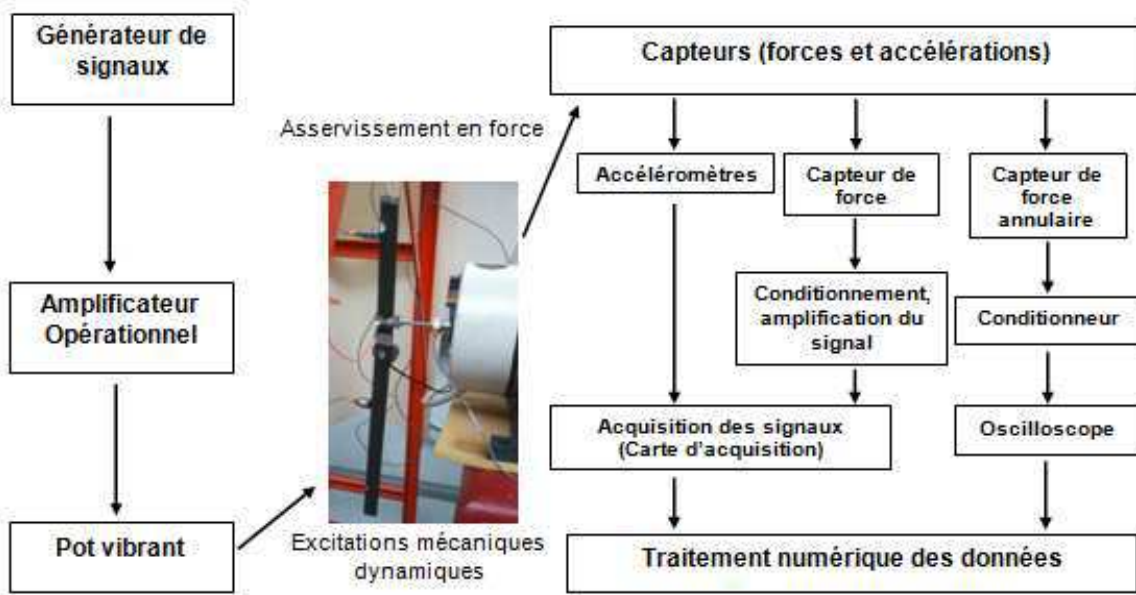 Générateur de
signaux
Amplificateur
Opérationnel
Pot vibrant
Asservissement en force
Excitations mécaniques
dynamiques
Capteurs (forces et accélérations)
Accéléromètres
Capteur de
force
Capteur de
force
annulaire
Conditionnement,
amplification du
signal
Conditionneur
Acquisition des signaux
(Carte d'acquisition)
Oscilloscope
Traitement numérique des données